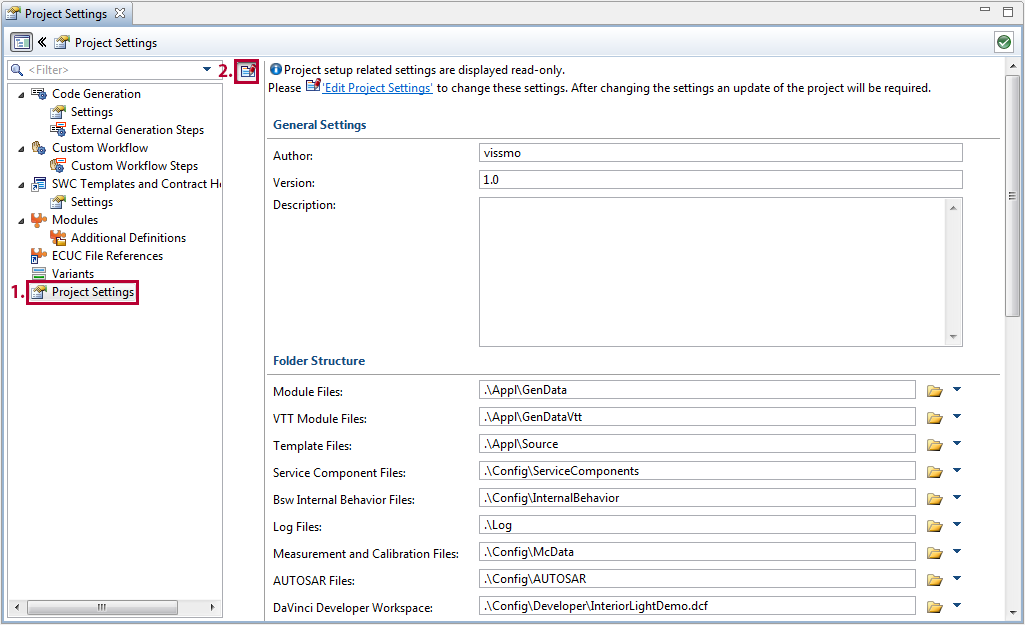 Project Settings
Project Settings
<Filter>
2.
Code Generation
Settings
External Generation Steps
Custom Workflow
Custom Workflow Steps
SWC Templates and Contract He
Settings
Modules
Additional Definitions
ECUC File References
Variants
1.
Project Settings
Project setup related settings are displayed read-only.
Please 'Edit Project Settings' to change these settings. After changing the settings an update of the project will be required.
General Settings
Author: vissmo
Version: 1.0
Description:
Folder Structure
Module Files: .\Appl\GenData
VTT Module Files: .\Appl\GenDataVtt
Template Files: .\Appl\Source
Service Component Files: .\Config\ServiceComponents
Bsw Internal Behavior Files: .\Config\InternalBehavior
Log Files: .\Log
Measurement and Calibration Files: .\Config\McData
AUTOSAR Files: .\Config\AUTOSAR
DaVinci Developer Workspace: .\Config\Developer\InteriorLightDemo.dcf